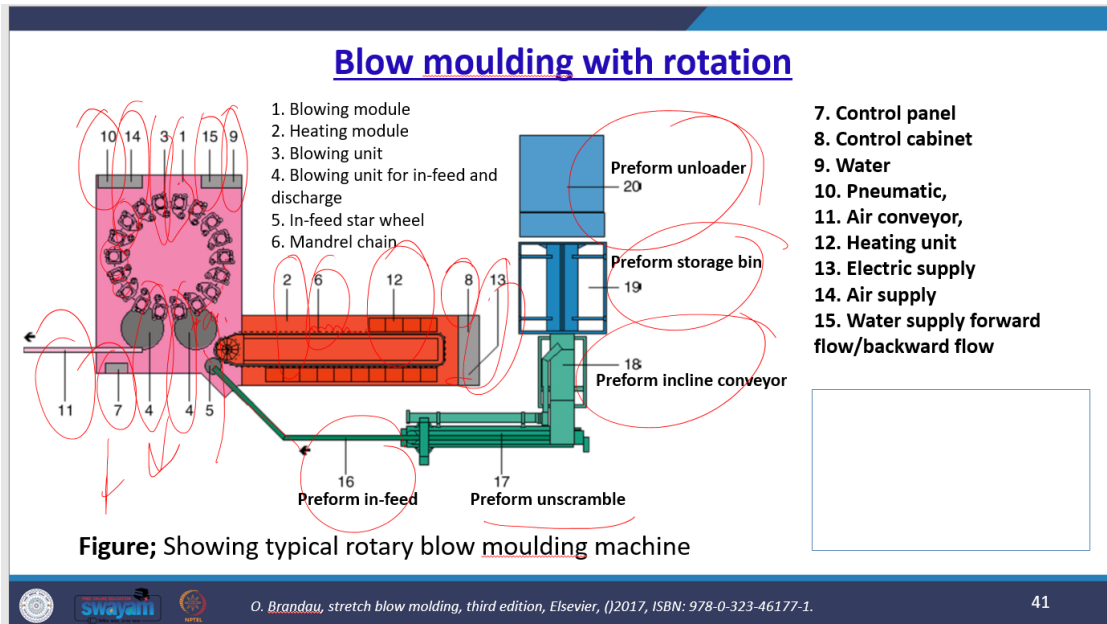 Blow moulding with rotation
1. Blowing module
2. Heating module
3. Blowing unit
4. Blowing unit for in-feed and
discharge
5. In-feed star wheel
6. Mandrel chain
7. Control panel
8. Control cabinet
9. Water
10. Pneumatic,
11. Air conveyor,
12. Heating unit
13. Electric supply
14. Air supply
15. Water supply forward
flow/backward flow
10 14 3 1 15 9
Preform unloader
20
Preform storage bin
19
2 6 12 8 13
18
Preform incline conveyor
11 7 4 4 5
16
Preform in-feed
17
Preform unscramble
Figure; Showing typical rotary blow moulding machine
swayam
NPTEL
O. Brandau, stretch blow molding, third edition, Elsevier, ()2017, ISBN: 978-0-323-46177-1.
41